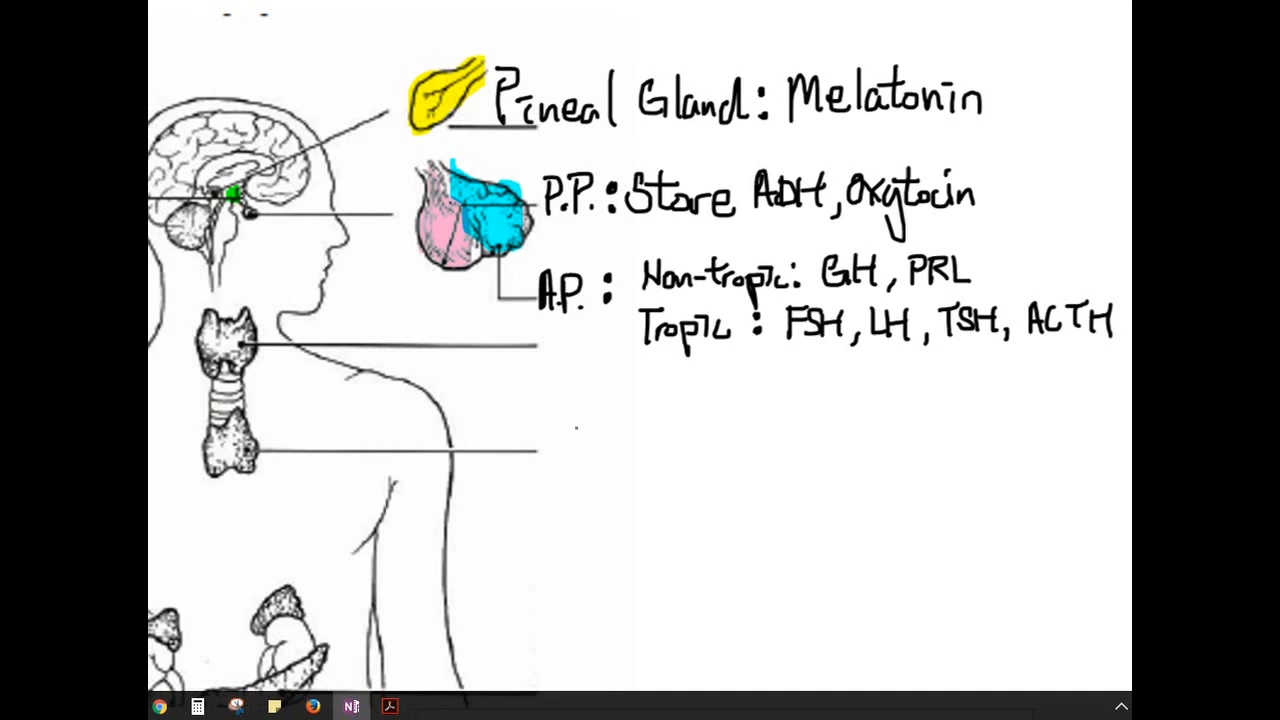 Pineal Gland: Melatonin
P.P.: Store ADH, Oxytocin
A.P.: Non-tropic: GH, PRL
Tropic: FSH, LH, TSH, ACTH